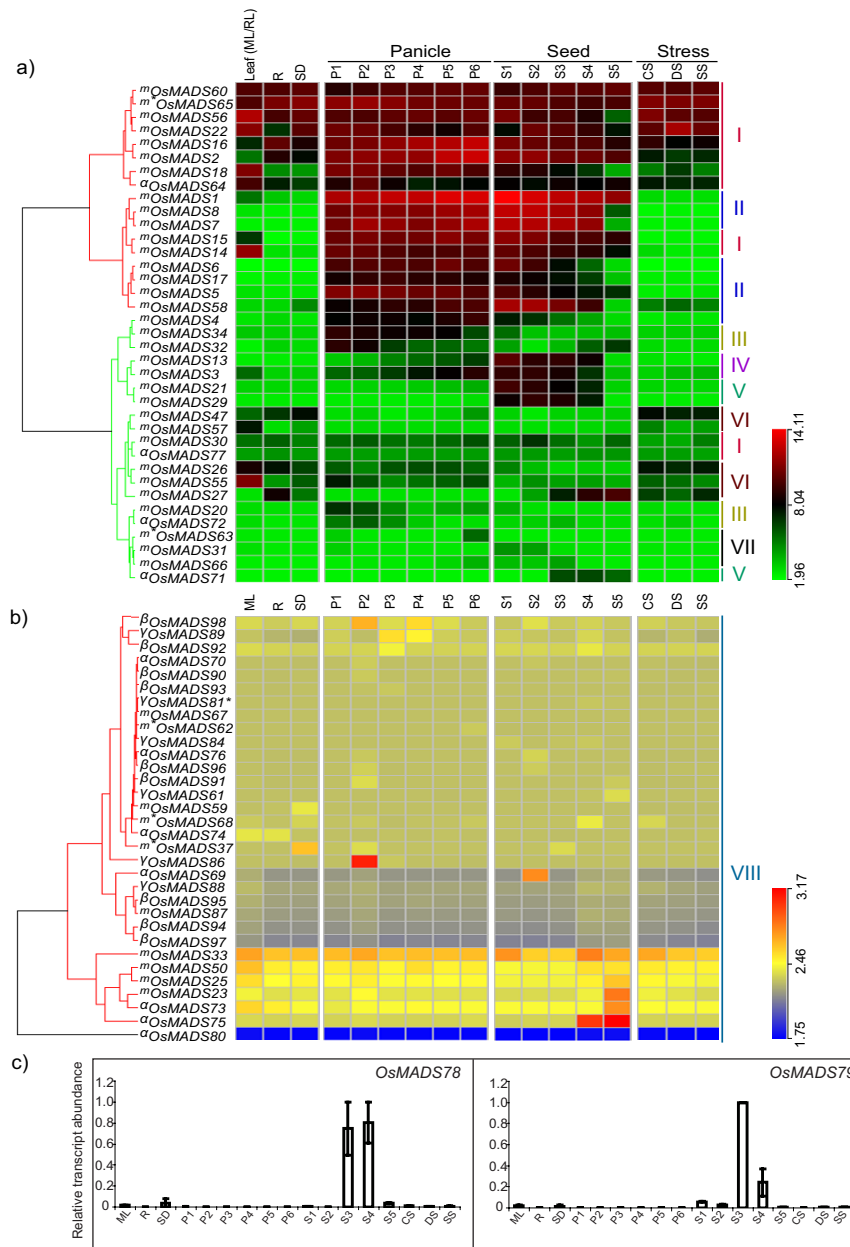 a)
Panicle Seed Stress
Leaf (ML/RL) R SD P1 P2 P3 P4 P5 P6 S1 S2 S3 S4 S5 CS DS SS
mOsMADS60
m*OsMADS65
mOsMADS56
mOsMADS22
mOsMADS16
mOsMADS2
mOsMADS18
αOsMADS64
I
mOsMADS1
mOsMADS8
mOsMADS7
II
mOsMADS15
mOsMADS14
I
mOsMADS6
mOsMADS17
mOsMADS5
mOsMADS58
mOsMADS4
II
mOsMADS34
mOsMADS32
III
mOsMADS13
mOsMADS3
IV
mOsMADS21
mOsMADS29
V
mOsMADS47
mOsMADS57
VI
mOsMADS30
αOsMADS77
I
mOsMADS26
mOsMADS55
mOsMADS27
VI
mOsMADS20
αOsMADS72
III
m*OsMADS63
mOsMADS31
mOsMADS66
VII
αOsMADS71
V
14.11
8.04
1.96
b)
ML R SD P1 P2 P3 P4 P5 P6 S1 S2 S3 S4 S5 CS DS SS
βOsMADS98
γOsMADS89
βOsMADS92
αOsMADS70
βOsMADS90
βOsMADS93
γOsMADS81*
mOsMADS67
m*OsMADS62
γOsMADS84
αOsMADS76
βOsMADS96
βOsMADS91
γOsMADS61
mOsMADS59
m*OsMADS68
αOsMADS74
m*OsMADS37
γOsMADS86
αOsMADS69
γOsMADS88
βOsMADS95
mOsMADS87
βOsMADS94
βOsMADS97
mOsMADS33
mOsMADS50
mOsMADS25
mOsMADS23
αOsMADS73
αOsMADS75
αOsMADS80
VIII
3.17
2.46
1.75
c)
Relative transcript abundance
OsMADS78
1.2
1.0
0.8
0.6
0.4
0.2
0
ML R SD P1 P2 P3 P4 P5 P6 S1 S2 S3 S4 S5 CS DS SS
OsMADS79
1.2
1.0
0.8
0.6
0.4
0.2
0
ML R SD P1 P2 P3 P4 P5 P6 S1 S2 S3 S4 S5 CS DS SS